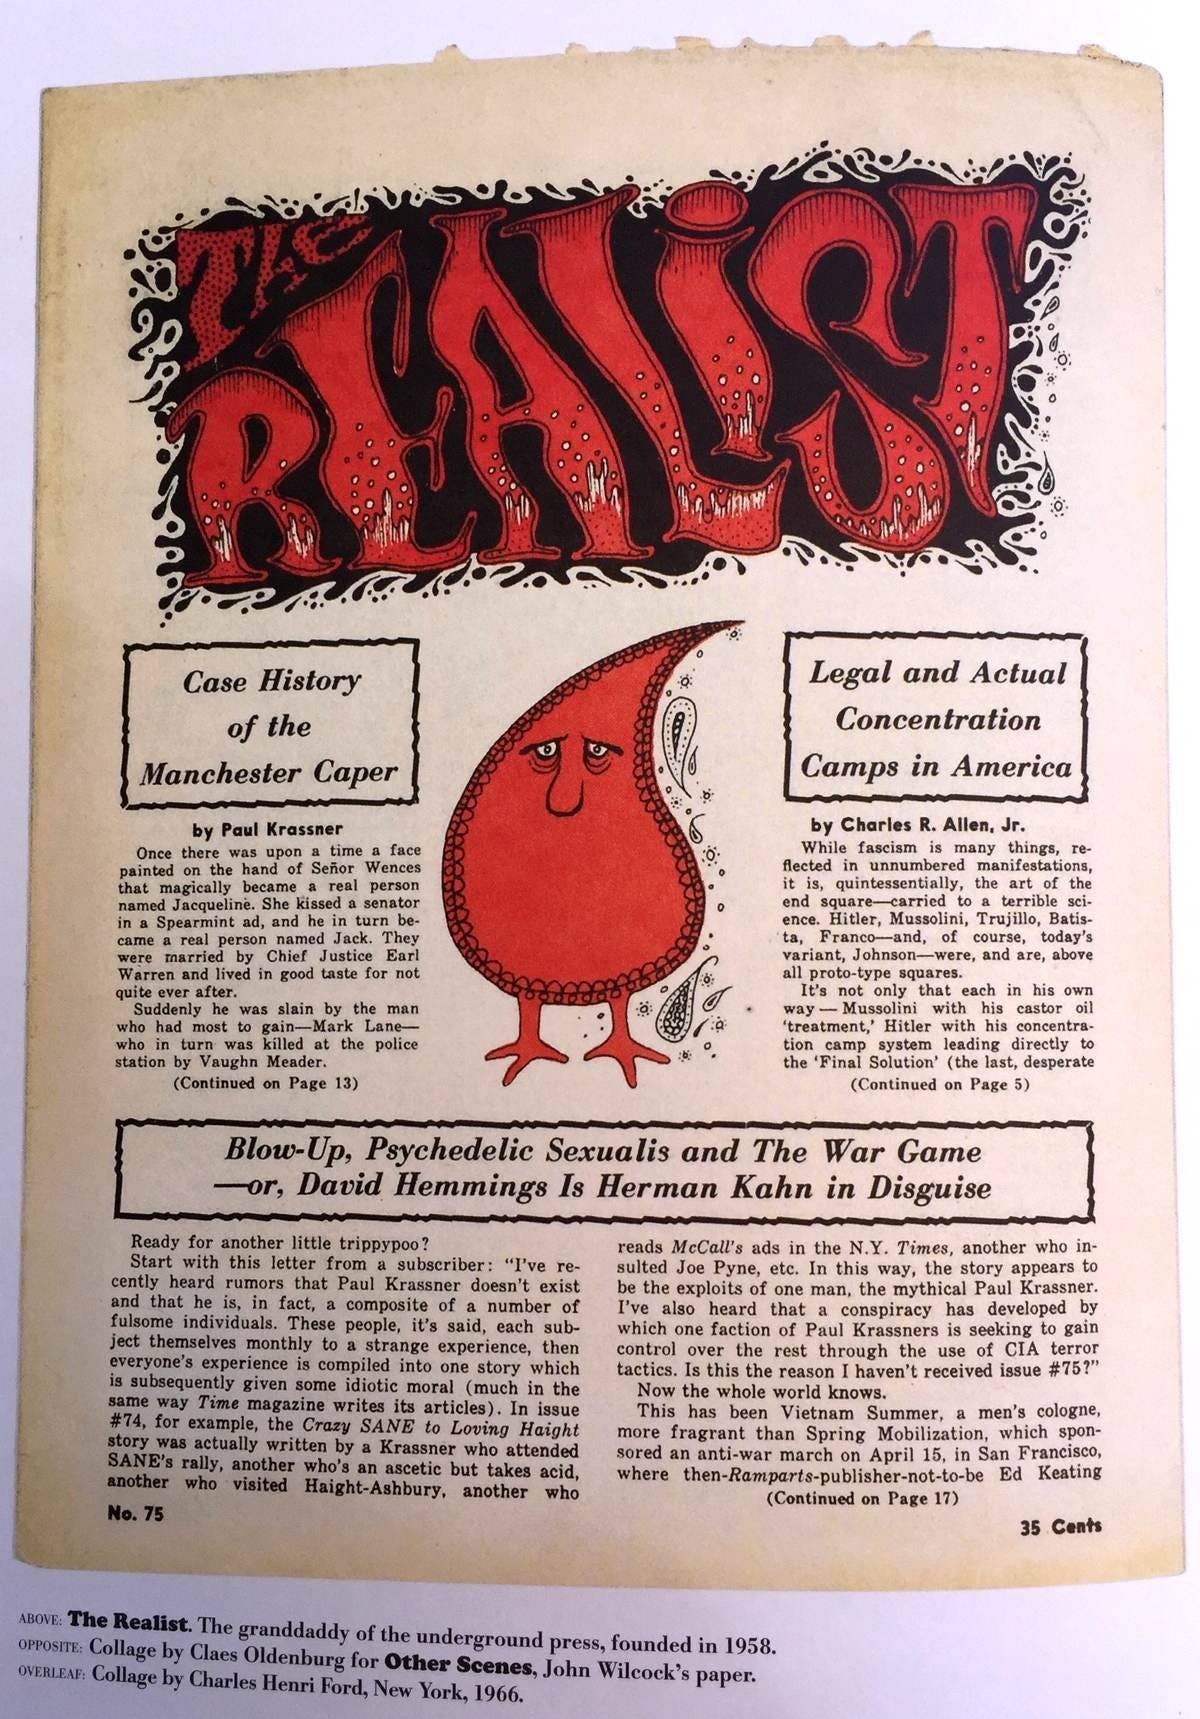 The
REALiST
Case History
of the
Manchester Caper
by Paul Krassner
Once there was upon a time a face
painted on the hand of Señor Wences
that magically became a real person
named Jacqueline. She kissed a senator
in a Spearmint ad, and he in turn be-
came a real person named Jack. They
were married by Chief Justice Earl
Warren and lived in good taste for not
quite ever after.
Suddenly he was slain by the man
who had most to gain—Mark Lane—
who in turn was killed at the police
station by Vaughn Meader.
(Continued on Page 13)
Legal and Actual
Concentration
Camps in America
by Charles R. Allen, Jr.
While fascism is many things, re-
flected in unnumbered manifestations,
it is, quintessentially, the art of the
end square—carried to a terrible sci-
ence. Hitler, Mussolini, Trujillo, Batis-
ta, Franco—and, of course, today's
variant, Johnson—were, and are, above
all proto-type squares.
It's not only that each in his own
way — Mussolini with his castor oil
'treatment,' Hitler with his concentra-
tion camp system leading directly to
the 'Final Solution' (the last, desperate
(Continued on Page 5)
Blow-Up, Psychedelic Sexualis and The War Game
—or, David Hemmings Is Herman Kahn in Disguise
Ready for another little trippypoo?
Start with this letter from a subscriber: "I've re-
cently heard rumors that Paul Krassner doesn't exist
and that he is, in fact, a composite of a number of
fulsome individuals. These people, it's said, each sub-
ject themselves monthly to a strange experience, then
everyone's experience is compiled into one story which
is subsequently given some idiotic moral (much in the
same way Time magazine writes its articles). In issue
#74, for example, the Crazy SANE to Loving Haight
story was actually written by a Krassner who attended
SANE's rally, another who's an ascetic but takes acid,
another who visited Haight-Ashbury, another who
reads McCall's ads in the N.Y. Times, another who in-
sulted Joe Pyne, etc. In this way, the story appears to
be the exploits of one man, the mythical Paul Krassner.
I've also heard that a conspiracy has developed by
which one faction of Paul Krassners is seeking to gain
control over the rest through the use of CIA terror
tactics. Is this the reason I haven't received issue #75?"
Now the whole world knows.
This has been Vietnam Summer, a men's cologne,
more fragrant than Spring Mobilization, which spon-
sored an anti-war march on April 15, in San Francisco,
where then-Ramparts-publisher-not-to-be Ed Keating
(Continued on Page 17)
No. 75
35 Cents
ABOVE: The Realist. The granddaddy of the underground press, founded in 1958.
OPPOSITE: Collage by Claes Oldenburg for Other Scenes, John Wilcock's paper.
OVERLEAF: Collage by Charles Henri Ford, New York, 1966.